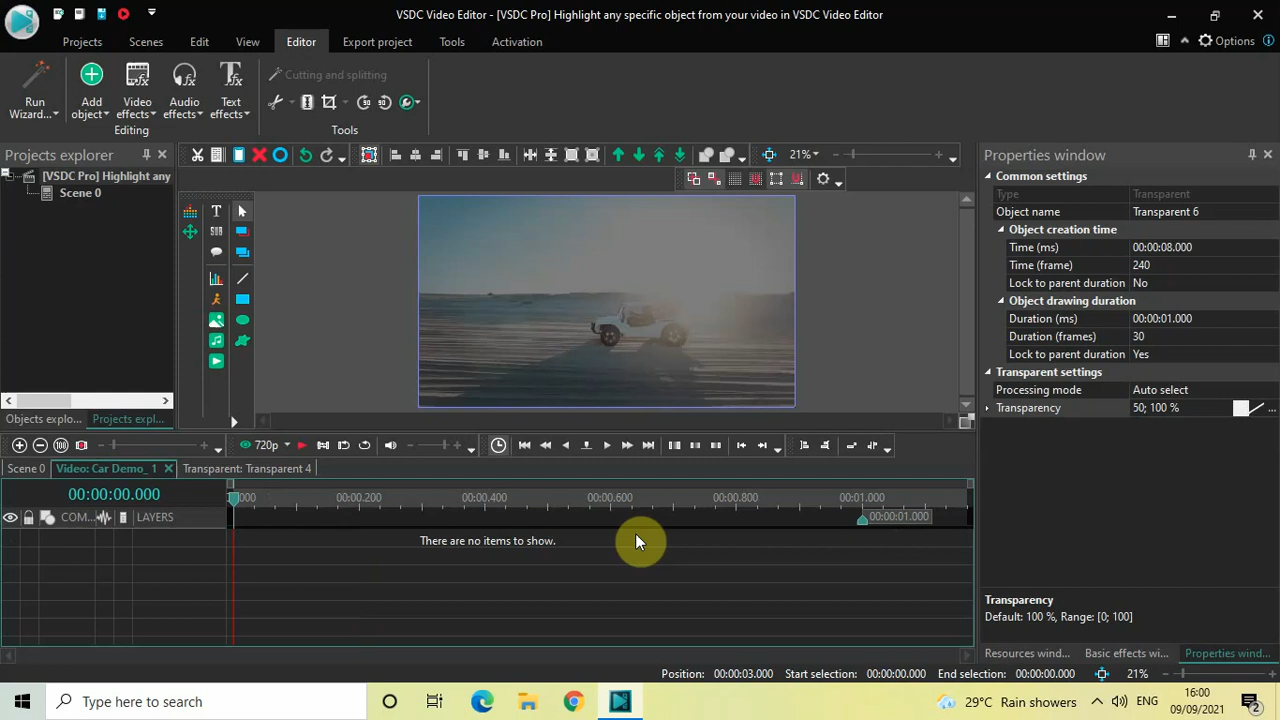 VSDC Video Editor - [VSDC Pro] Highlight any specific object from your video in VSDC Video Editor
Projects Scenes Edit View Editor Export project Tools Activation Options
Run Wizard...
Add object
Video effects
Audio effects
Text effects
Editing
Cutting and splitting
Tools
Projects explorer
[VSDC Pro] Highlight any
Scene 0
Objects explo... Projects expl...
21%
Properties window
Common settings
Type Transparent
Object name Transparent 6
Object creation time
Time (ms) 00:00:08.000
Time (frame) 240
Lock to parent duration No
Object drawing duration
Duration (ms) 00:00:01.000
Duration (frames) 30
Lock to parent duration Yes
Transparent settings
Processing mode Auto select
Transparency 50; 100 % ...
Transparency
Default: 100 %, Range: [0; 100]
Resources wind... Basic effects wi... Properties wind...
720p
Scene 0 Video: Car Demo_ 1 Transparent: Transparent 4
00:00:00.000
000 00:00.200 00:00.400 00:00.600 00:00.800 00:01.000
00:00:01.000
COM... LAYERS
There are no items to show.
Position: 00:00:03.000 Start selection: 00:00:00.000 End selection: 00:00:00.000 21%
Type here to search
29°C Rain showers
ENG
16:00
09/09/2021
2